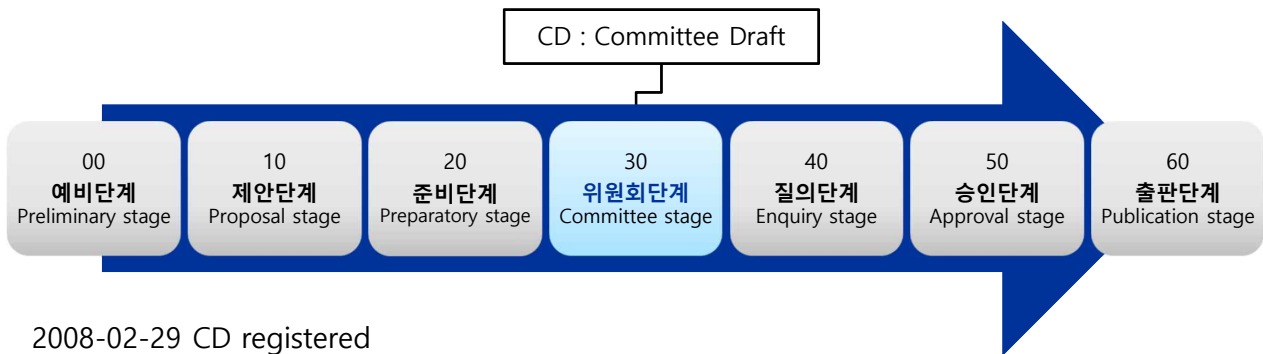 CD : Committee Draft
00
예비단계
Preliminary stage
10
제안단계
Proposal stage
20
준비단계
Preparatory stage
30
위원회단계
Committee stage
40
질의단계
Enquiry stage
50
승인단계
Approval stage
60
출판단계
Publication stage
2008-02-29 CD registered